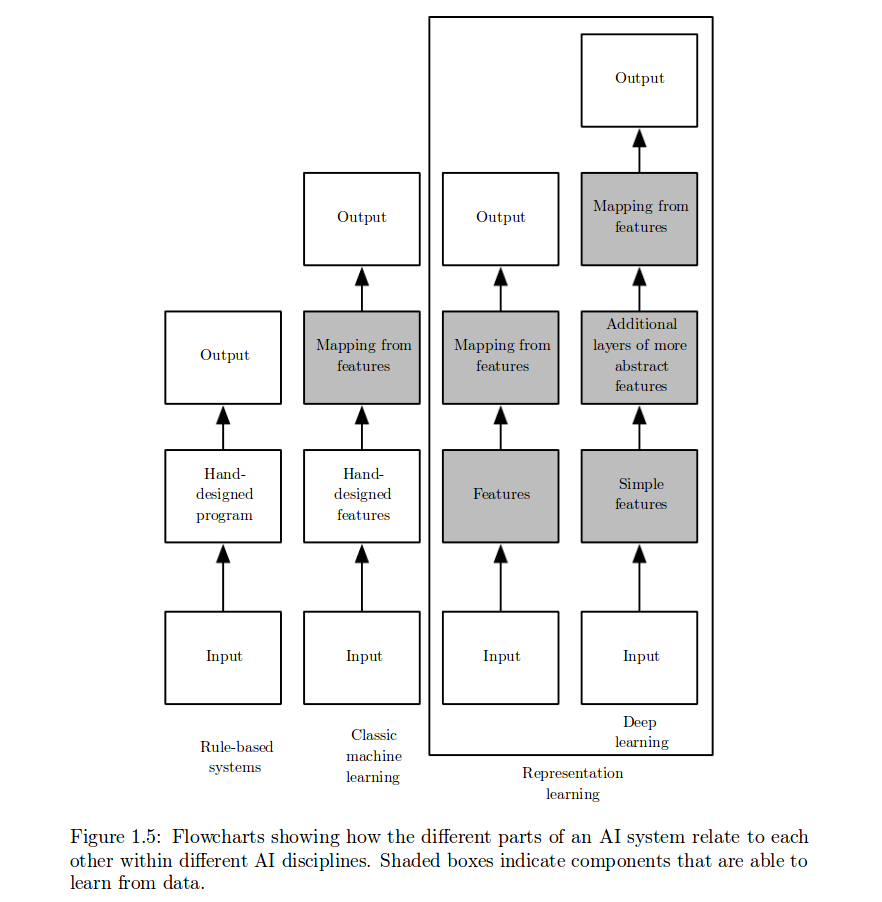 Output
Mapping from
features
Additional
layers of more
abstract
features
Simple
features
Input
Deep
learning
Output
Mapping from
features
Features
Input
Representation
learning
Output
Mapping from
features
Hand-
designed
features
Input
Classic
machine
learning
Output
Hand-
designed
program
Input
Rule-based
systems
Figure 1.5: Flowcharts showing how the different parts of an AI system relate to each
other within different AI disciplines. Shaded boxes indicate components that are able to
learn from data.